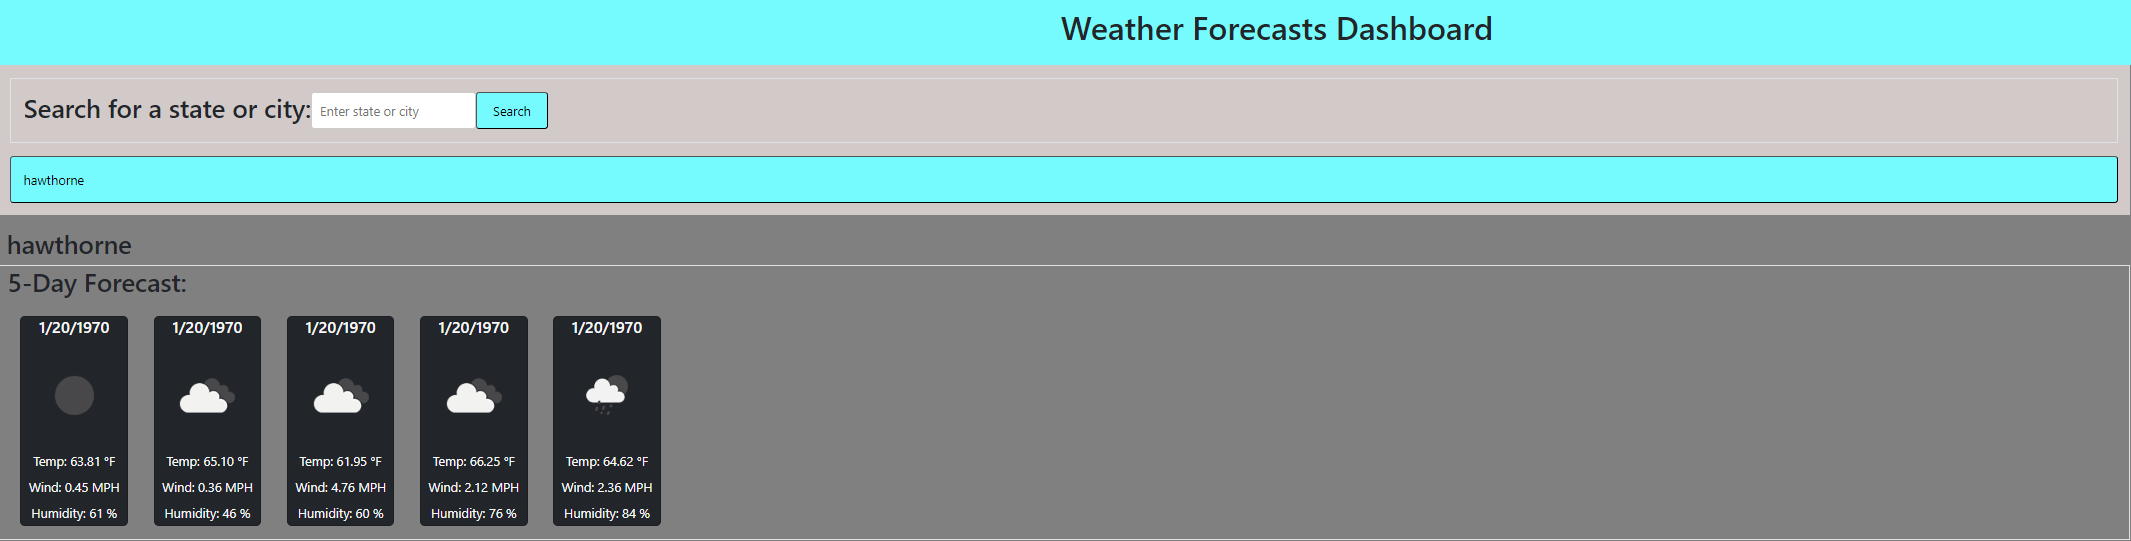 Weather Forecasts Dashboard
Search for a state or city: Enter state or city Search
hawthorne
hawthorne
5-Day Forecast:
1/20/1970 1/20/1970 1/20/1970 1/20/1970 1/20/1970
Temp: 63.81 °F Temp: 65.10 °F Temp: 61.95 °F Temp: 66.25 °F Temp: 64.62 °F
Wind: 0.45 MPH Wind: 0.36 MPH Wind: 4.76 MPH Wind: 2.12 MPH Wind: 2.36 MPH
Humidity: 61 % Humidity: 46 % Humidity: 60 % Humidity: 76 % Humidity: 84 %